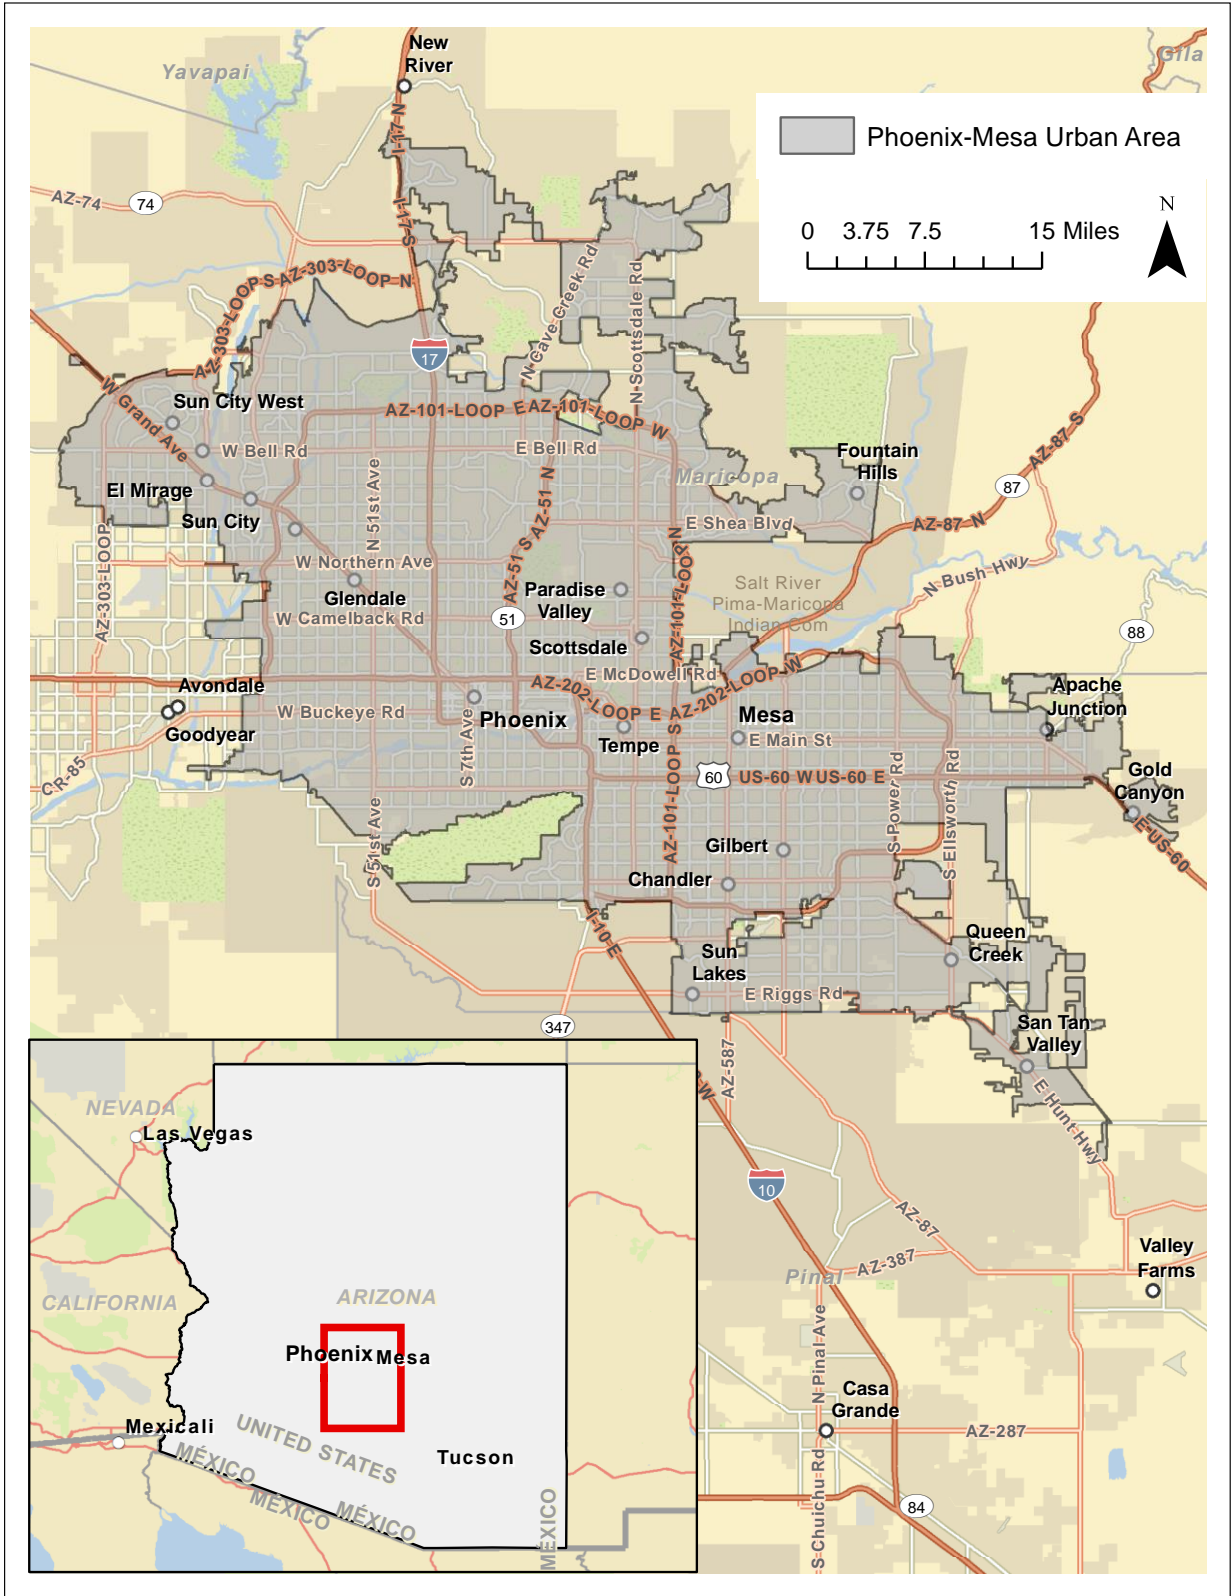 New
River
Yavapai
Gila
Phoenix-Mesa Urban Area
I-17 N
I-17 S
AZ-74
74
0 3.75 7.5 15 Miles
N
AZ-303-LOOP S
AZ-303-LOOP N
N Cave Creek Rd
N Scottsdale Rd
17
W Grand Ave
Sun City West
AZ-101-LOOP E
AZ-101-LOOP W
W Bell Rd
E Bell Rd
Fountain
Hills
Maricopa
AZ-87 S
87
El Mirage
Sun City
N 51st Ave
AZ-51 N
AZ-51 S
E Shea Blvd
AZ-87 N
AZ-303-LOOP
W Northern Ave
AZ-101-LOOP N
N Bush Hwy
Glendale
W Camelback Rd
Paradise
Valley
Salt River
Pima-Maricopa
Indian Com
51
Scottsdale
88
E McDowell Rd
Avondale
Goodyear
W Buckeye Rd
AZ-202-LOOP E
AZ-202-LOOP W
Apache
Junction
Phoenix
Mesa
Tempe
E Main St
S 7th Ave
CR-85
60
US-60 W
US-60 E
Gold
Canyon
E US-60
S 51st Ave
AZ-101-LOOP S
S Power Rd
S Ellsworth Rd
Gilbert
Chandler
I-10 E
Sun
Lakes
Queen
Creek
E Riggs Rd
347
San Tan
Valley
AZ-587
E Hunt Hwy
-W
10
AZ-87
AZ-387
Valley
Farms
Pinal
N Pinal Ave
Casa
Grande
AZ-287
S Chuichu Rd
84
NEVADA
Las Vegas
CALIFORNIA
ARIZONA
Phoenix
Mesa
Mexicali
UNITED STATES
Tucson
MÉXICO
MÉXICO
MÉXICO
MÉXICO